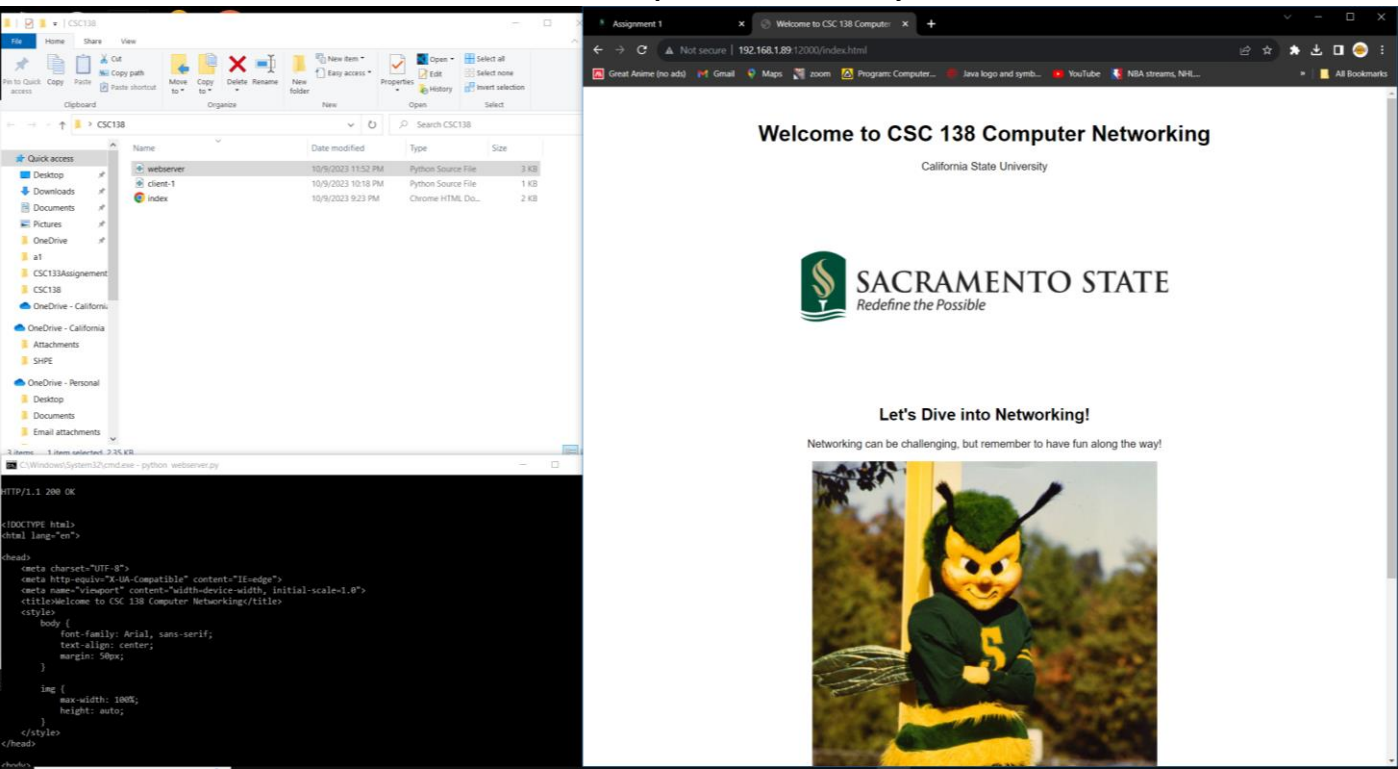 CSC138
File Home Share View
Pin to Quick access
Copy
Paste
Cut
Copy path
Paste shortcut
Move to
Copy to
Delete
Rename
New folder
New item
Easy access
Properties
Open
Edit
History
Select all
Select none
Invert selection
Clipboard Organize New Open Select
CSC138
Search CSC138
Name Date modified Type Size
webserver 10/9/2023 11:52 PM Python Source File 3 KB
client-1 10/9/2023 10:18 PM Python Source File 1 KB
index 10/9/2023 9:23 PM Chrome HTML Do... 2 KB
Quick access
Desktop
Downloads
Documents
Pictures
OneDrive
a1
CSC133Assignement
CSC138
OneDrive - Californi
OneDrive - California
Attachments
SHPE
OneDrive - Personal
Desktop
Documents
Email attachments
3 items 1 item selected 2.35 KB
C:\Windows\System32\cmd.exe - python webserver.py
HTTP/1.1 200 OK
<!DOCTYPE html>
<html lang="en">
<head>
<meta charset="UTF-8">
<meta http-equiv="X-UA-Compatible" content="IE=edge">
<meta name="viewport" content="width=device-width, initial-scale=1.0">
<title>Welcome to CSC 138 Computer Networking</title>
<style>
body {
font-family: Arial, sans-serif;
text-align: center;
margin: 50px;
}
img {
max-width: 100%;
height: auto;
}
</style>
</head>
<body>
Assignment 1
Welcome to CSC 138 Computer
Not secure | 192.168.1.89:12000/index.html
Great Anime (no ads) Gmail Maps zoom Program: Computer... Java logo and symb... YouTube NBA streams, NHL... » All Bookmarks
Welcome to CSC 138 Computer Networking
California State University
SACRAMENTO STATE
Redefine the Possible
Let's Dive into Networking!
Networking can be challenging, but remember to have fun along the way!
S